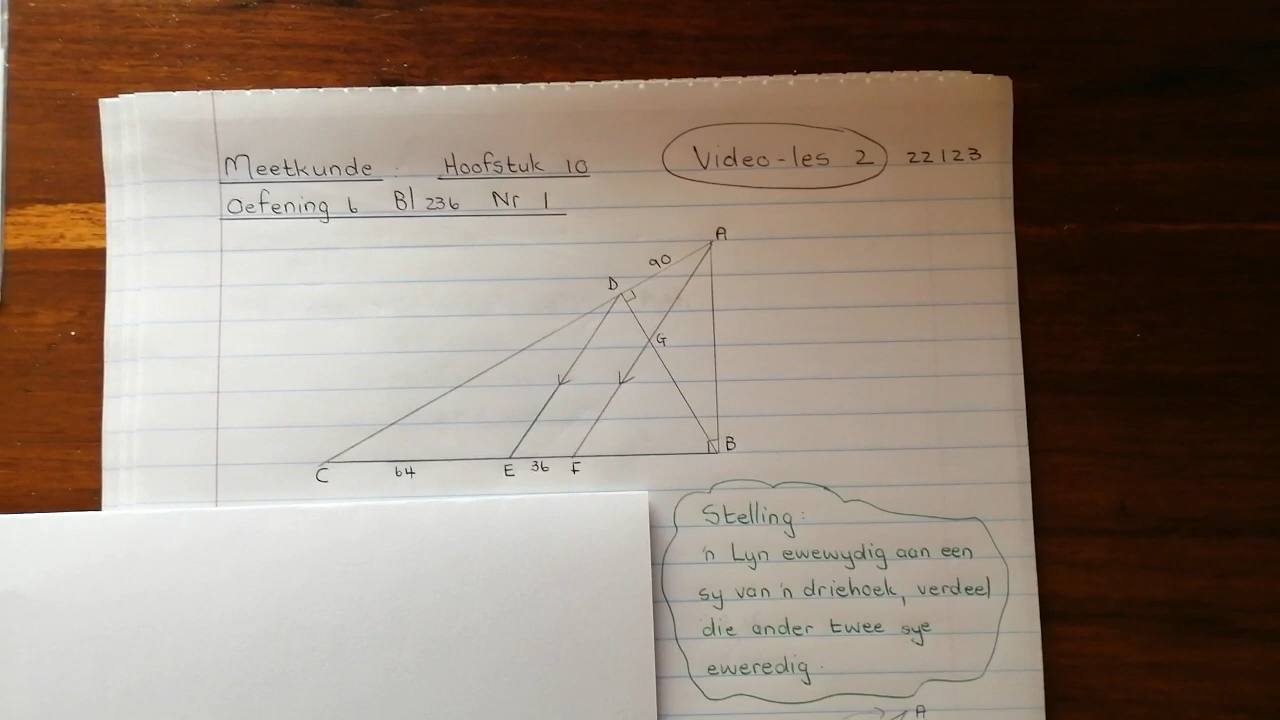 Meetkunde. Hoofstuk 10 Video-les 2 22123
Oefening 6 Bl 236 Nr 1
A
90
D
G
B
C 64 E 36 F
Stelling:
'n Lyn ewewydig aan een
sy van 'n driehoek, verdeel
die ander twee sye
eweredig.
A